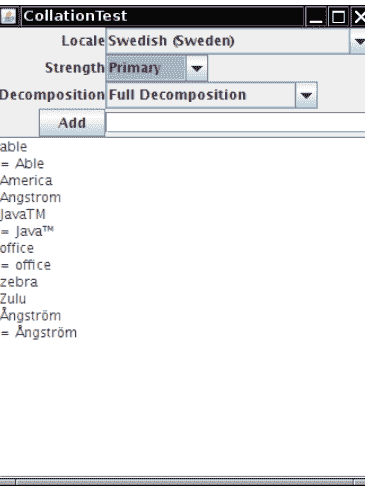 CollationTest
Locale Swedish (Sweden)
Strength Primary
Decomposition Full Decomposition
Add
able
= Able
America
Angstrom
JavaTM
= Java™
office
= office
zebra
Zulu
Ångström
= Ångström